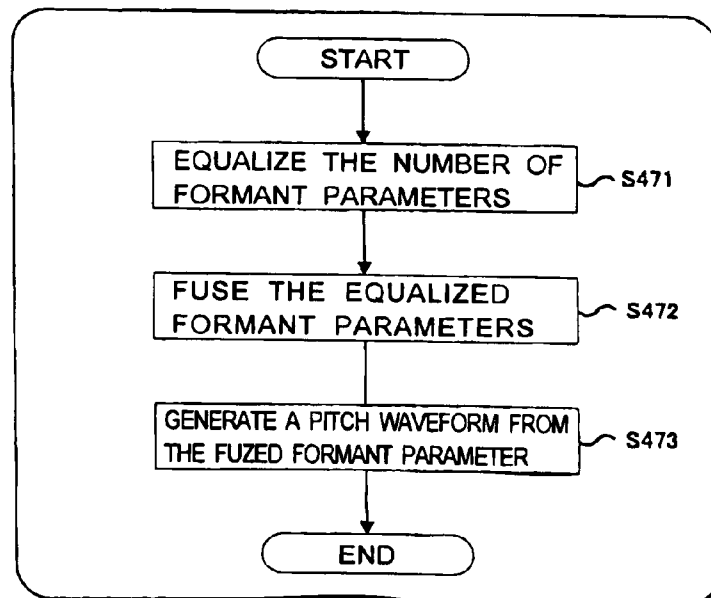 START
EQUALIZE THE NUMBER OF
FORMANT PARAMETERS
S471
FUSE THE EQUALIZED
FORMANT PARAMETERS
S472
GENERATE A PITCH WAVEFORM FROM
THE FUZED FORMANT PARAMETER
S473
END